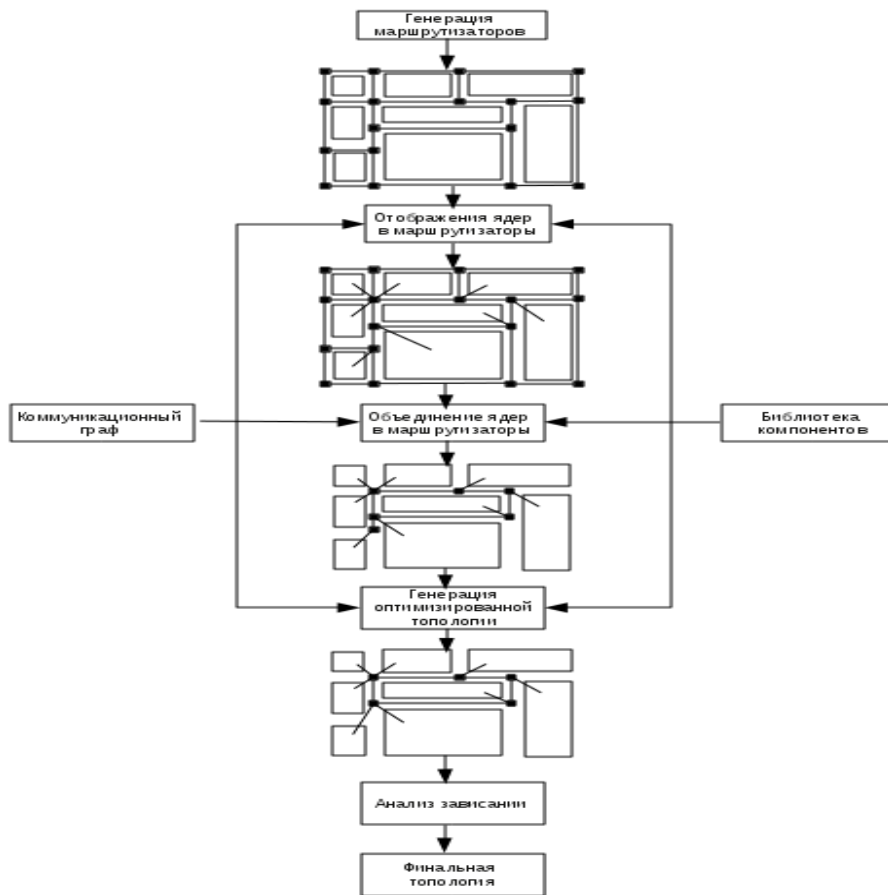 Генерация
маршрутизаторов
Отображения ядер
в маршрутизаторы
Коммуникационный
граф
Объединение ядер
в маршрутизаторы
Библиотека
компонентов
Генерация
оптимизированной
топологии
Анализ зависании
Финальная
топология